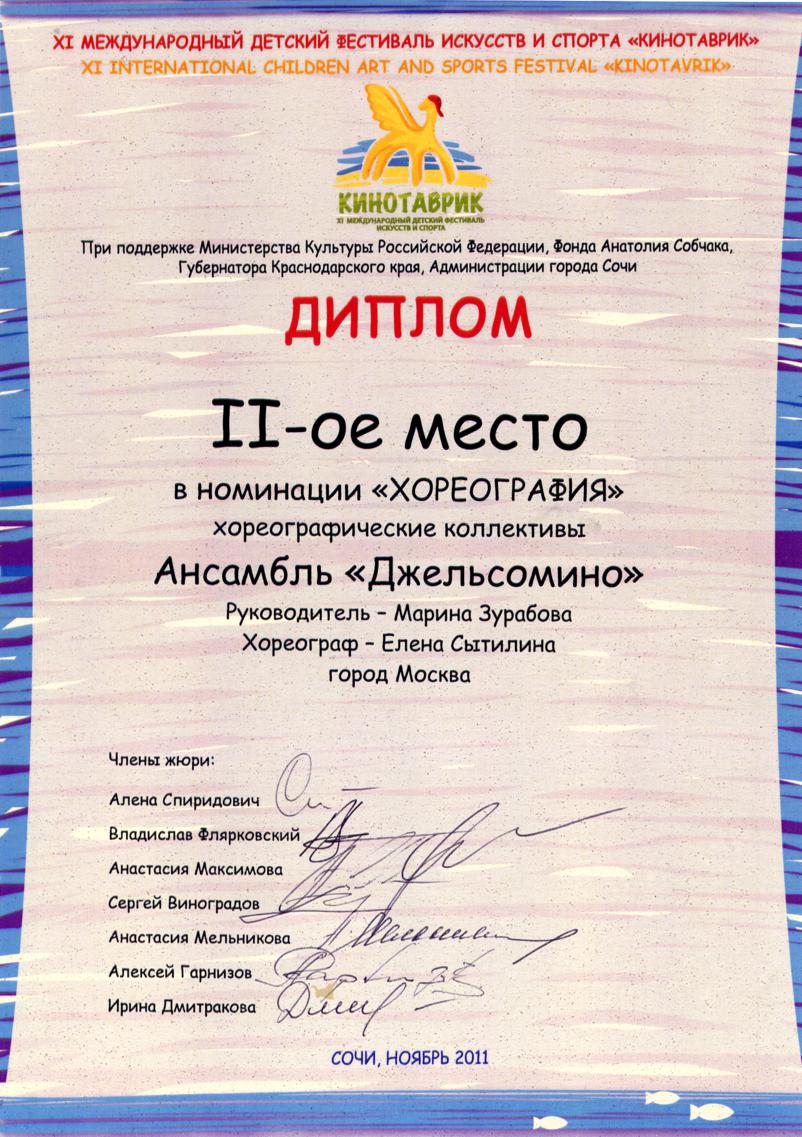 XI МЕЖДУНАРОДНЫЙ ДЕТСКИЙ ФЕСТИВАЛЬ ИСКУССТВ И СПОРТА «КИНОТАВРИК»
XI INTERNATIONAL CHILDREN ART AND SPORTS FESTIVAL «KINOTAVRIK»
КИНОТАВРИК
XI МЕЖДУНАРОДНЫЙ ДЕТСКИЙ ФЕСТИВАЛЬ
ИСКУССТВ И СПОРТА
При поддержке Министерства Культуры Российской Федерации, Фонда Анатолия Собчака,
Губернатора Краснодарского края, Администрации города Сочи
ДИПЛОМ
II-ое место
в номинации «ХОРЕОГРАФИЯ»
хореографические коллективы
Ансамбль «Джельсомино»
Руководитель – Марина Зурабова
Хореограф – Елена Сытилина
город Москва
Члены жюри:
Алена Спиридович
Владислав Флярковский
Анастасия Максимова
Сергей Виноградов
Анастасия Мельникова
Алексей Гарнизов
Ирина Дмитракова
СОЧИ, НОЯБРЬ 2011